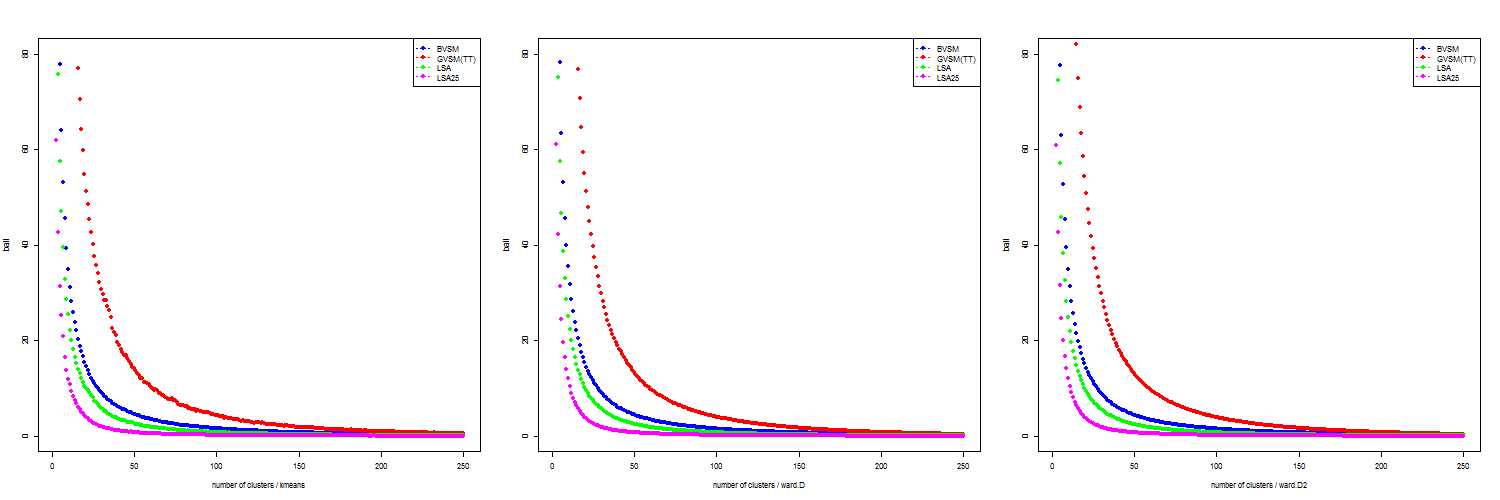 BVSM
GVSM(TT)
LSA
LSA25
80
60
40
20
0
ball
0 50 100 150 200 250
number of clusters / kmeans
BVSM
GVSM(TT)
LSA
LSA25
80
60
40
20
0
ball
0 50 100 150 200 250
number of clusters / ward.D
BVSM
GVSM(TT)
LSA
LSA25
80
60
40
20
0
ball
0 50 100 150 200 250
number of clusters / ward.D2